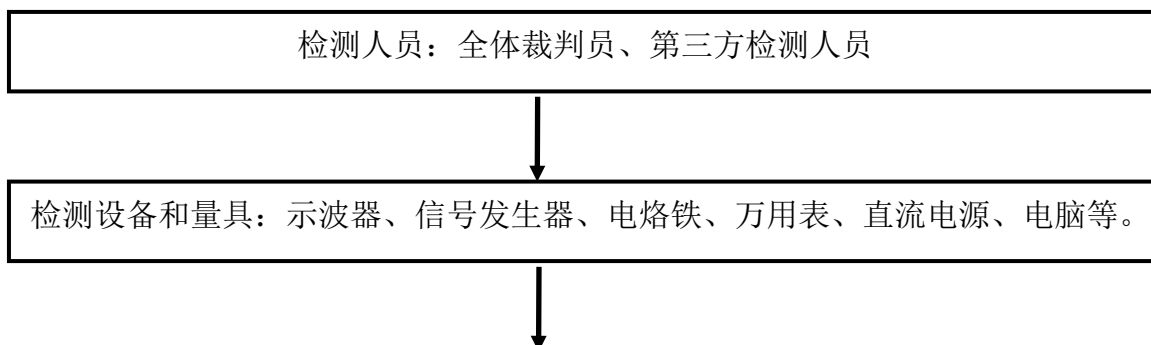 检测人员：全体裁判员、第三方检测人员
检测设备和量具：示波器、信号发生器、电烙铁、万用表、直流电源、电脑等。